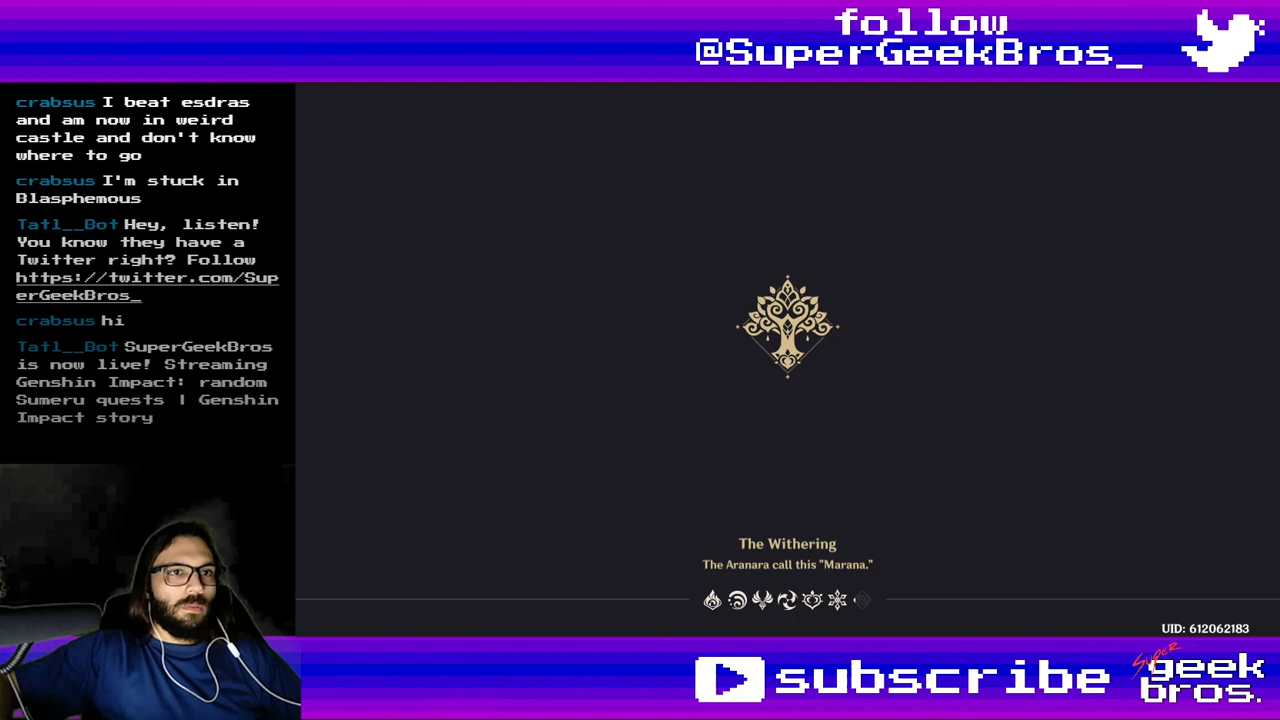 follow
@SuperGeekBros_
crabsus I beat esdras
and am now in weird
castle and don't know
where to go
crabsus I'm stuck in
Blasphemous
Tatl__Bot Hey, listen!
You know they have a
Twitter right? Follow
https://twitter.com/Sup
erGeekBros_
crabsus hi
Tatl__Bot SuperGeekBros
is now live! Streaming
Genshin Impact: random
Sumeru quests | Genshin
Impact story
The Withering
The Aranara call this "Marana."
UID: 612062183
subscribe
SUPER
geek
bros.